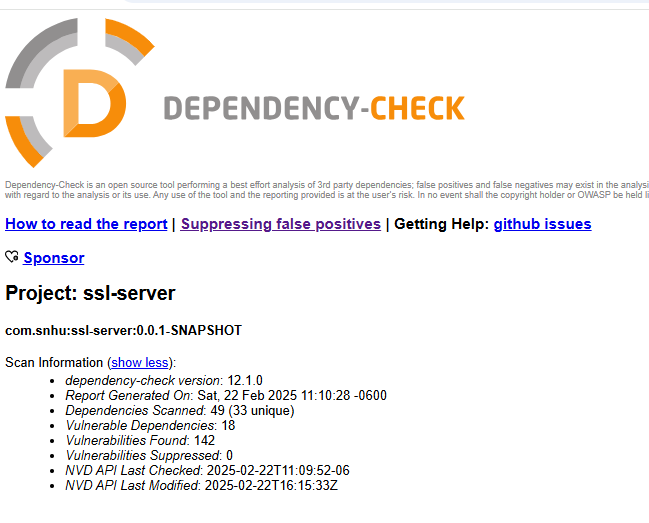 DEPENDENCY-CHECK
Dependency-Check is an open source tool performing a best effort analysis of 3rd party dependencies; false positives and false negatives may exist in the analysi
with regard to the analysis or its use. Any use of the tool and the reporting provided is at the user's risk. In no event shall the copyright holder or OWASP be held li
How to read the report | Suppressing false positives | Getting Help: github issues
Sponsor
Project: ssl-server
com.snhu:ssl-server:0.0.1-SNAPSHOT
Scan Information (show less):
• dependency-check version: 12.1.0
• Report Generated On: Sat, 22 Feb 2025 11:10:28 -0600
• Dependencies Scanned: 49 (33 unique)
• Vulnerable Dependencies: 18
• Vulnerabilities Found: 142
• Vulnerabilities Suppressed: 0
• NVD API Last Checked: 2025-02-22T11:09:52-06
• NVD API Last Modified: 2025-02-22T16:15:33Z